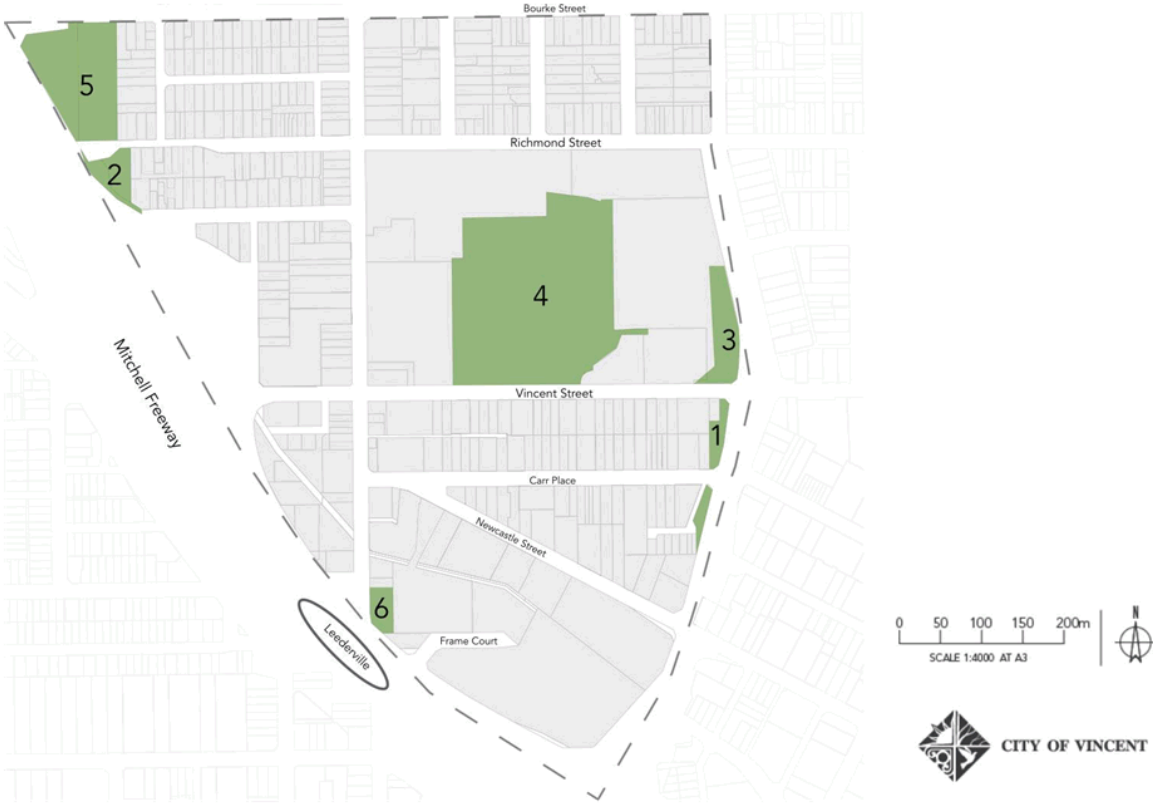 Bourke Street
5
Richmond Street
2
4
3
Mitchell Freeway
Vincent Street
1
Carr Place
Newcastle Street
6
Frame Court
Leederville
0 50 100 150 200m
SCALE 1:4000 AT A3
N
CITY OF VINCENT